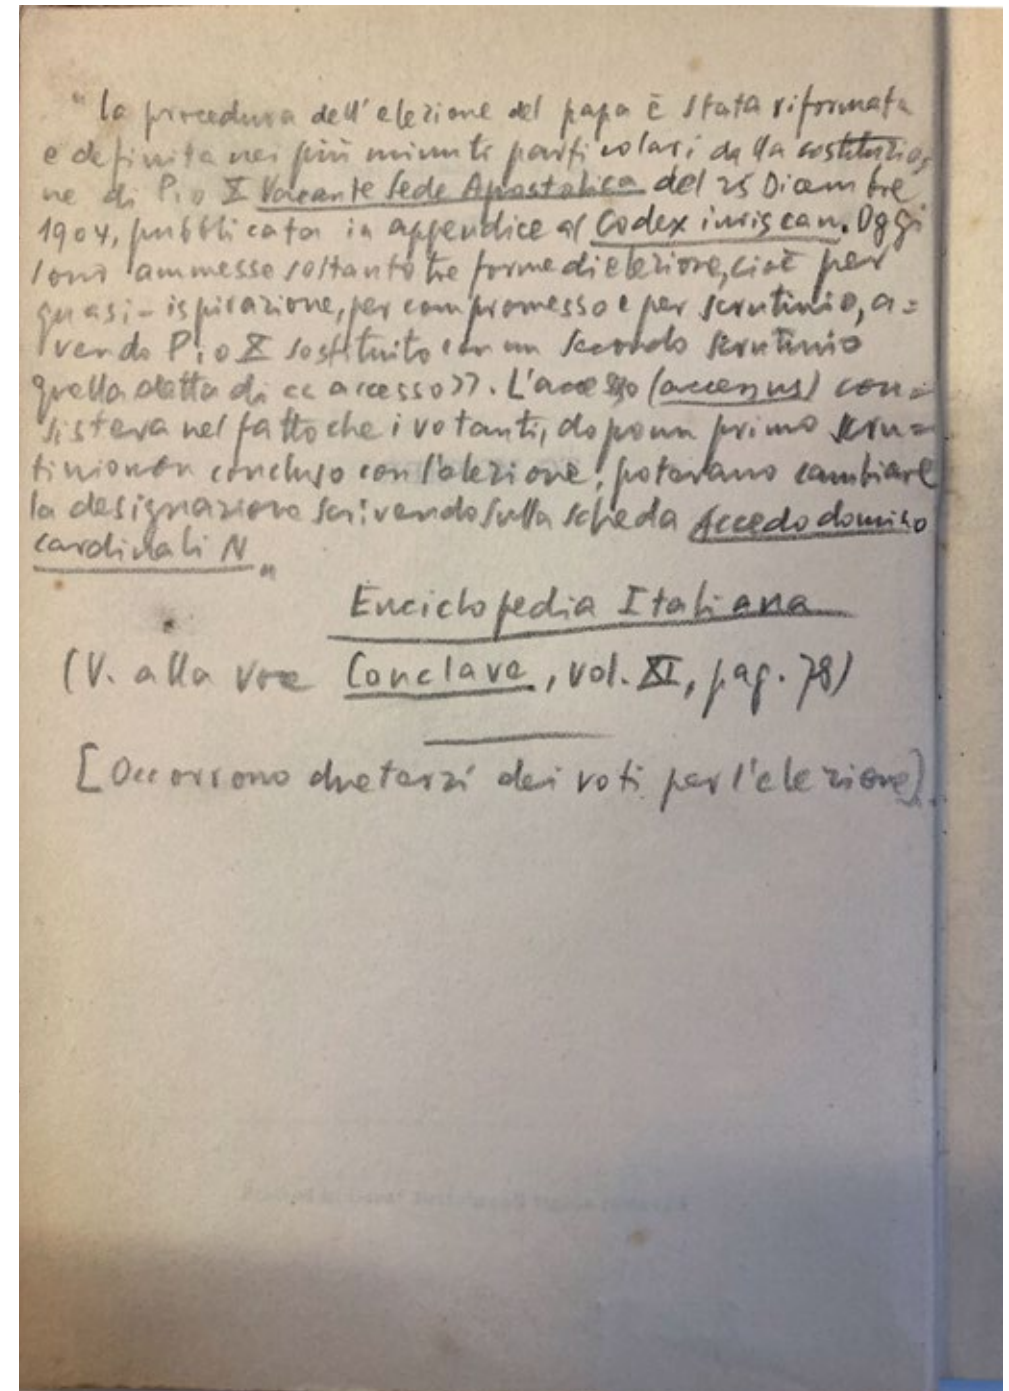 "La procedura dell'elezione del papa è stata riformata
e definita nei più minuti particolari dalla costituzio,
ne di Pio X Vacante Sede Apostolica del 25 Dicembre
1904, pubblicata in appendice al Codex iuris can. Oggi
sono ammesse soltanto tre forme di elezione, cioè per
quasi-ispirazione, per compromesso e per scrutinio, a=
vendo Pio X sostituito con un secondo scrutinio
quella detta di <<accesso>>. L'accesso (accessus) con=
sisteva nel fatto che i votanti, dopo un primo scru=
tinio non concluso con l'elezione, potevano cambiare
la designazione scrivendo sulla scheda Accedo domino
cardinali N"
Enciclopedia Italiana
(V. alla voce Conclave, vol. XI, pag. 78)
[Occorrono due terzi dei voti per l'elezione].